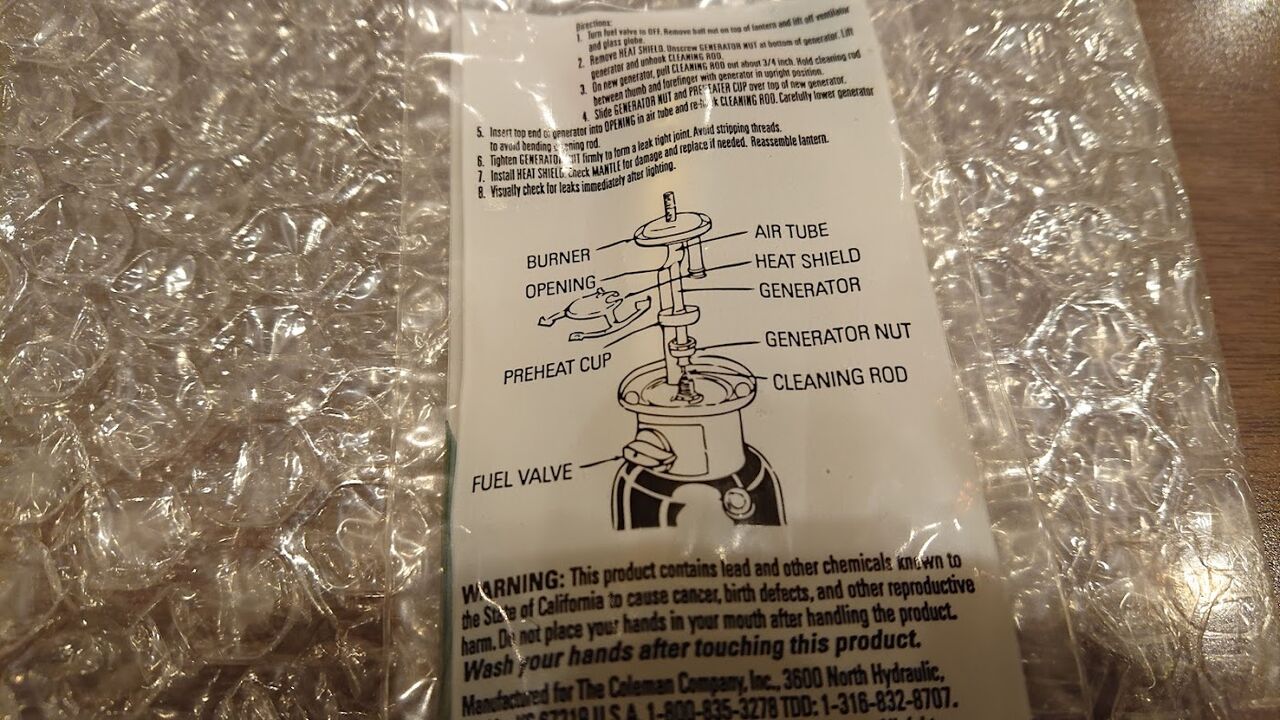 Directions:
1. Turn fuel valve to OFF. Remove ball nut on top of lantern and lift off ventilator
and glass globe.
2. Remove HEAT SHIELD. Unscrew GENERATOR NUT at bottom of generator. Lift
generator and unhook CLEANING ROD.
3. On new generator, pull CLEANING ROD out about 3/4 inch. Hold cleaning rod
between thumb and forefinger with generator in upright position.
4. Slide GENERATOR NUT and PREHEATER CUP over top of new generator.
5. Insert top end of generator into OPENING in air tube and re-hook CLEANING ROD. Carefully lower generator
to avoid bending cleaning rod.
6. Tighten GENERATOR NUT firmly to form a leak tight joint. Avoid stripping threads.
7. Install HEAT SHIELD. Check MANTLE for damage and replace if needed. Reassemble lantern.
8. Visually check for leaks immediately after lighting.
BURNER
AIR TUBE
OPENING
HEAT SHIELD
GENERATOR
PREHEAT CUP
GENERATOR NUT
CLEANING ROD
FUEL VALVE
WARNING: This product contains lead and other chemicals known to
the State of California to cause cancer, birth defects, and other reproductive
harm. Do not place your hands in your mouth after handling the product.
Wash your hands after touching this product.
Manufactured for The Coleman Company, Inc., 3600 North Hydraulic,
KS 67219 U.S.A. 1-800-835-3278 TDD: 1-316-832-8707.